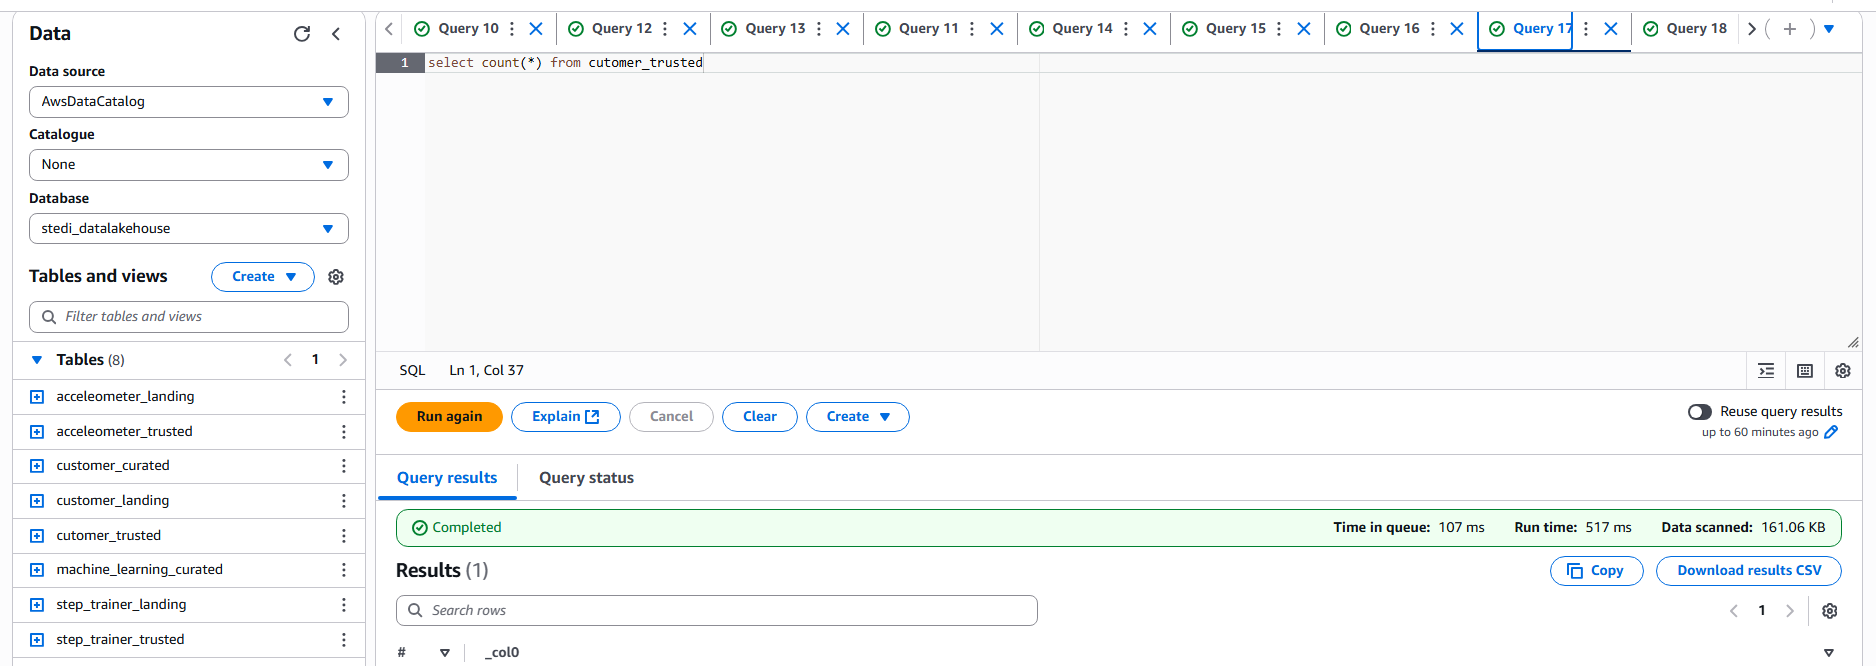 Data
Data source
AwsDataCatalog
Catalogue
None
Database
stedi_datalakehouse
Tables and views
Create
Filter tables and views
Tables (8)
1
acceleometer_landing
acceleometer_trusted
customer_curated
customer_landing
cutomer_trusted
machine_learning_curated
step_trainer_landing
step_trainer_trusted
Query 10 Query 12 Query 13 Query 11 Query 14 Query 15 Query 16 Query 17 Query 18
1 select count(*) from cutomer_trusted
SQL Ln 1, Col 37
Run again Explain Cancel Clear Create
Reuse query results
up to 60 minutes ago
Query results Query status
Completed Time in queue: 107 ms Run time: 517 ms Data scanned: 161.06 KB
Results (1) Copy Download results CSV
Search rows 1
# _col0